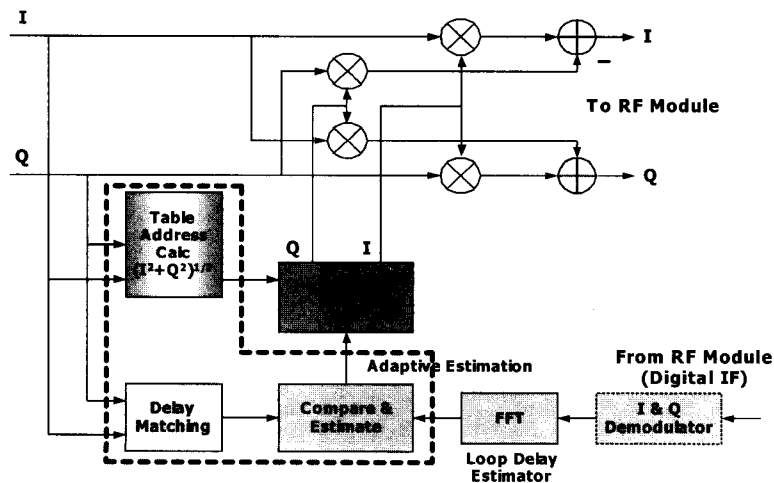 I
I
To RF Module
Q
Q
Table
Address
Calc
(I²+Q²)¹/²
Q I
Adaptive Estimation
From RF Module
(Digital IF)
Delay
Matching
Compare &
Estimate
FFT
I & Q
Demodulator
Loop Delay
Estimator